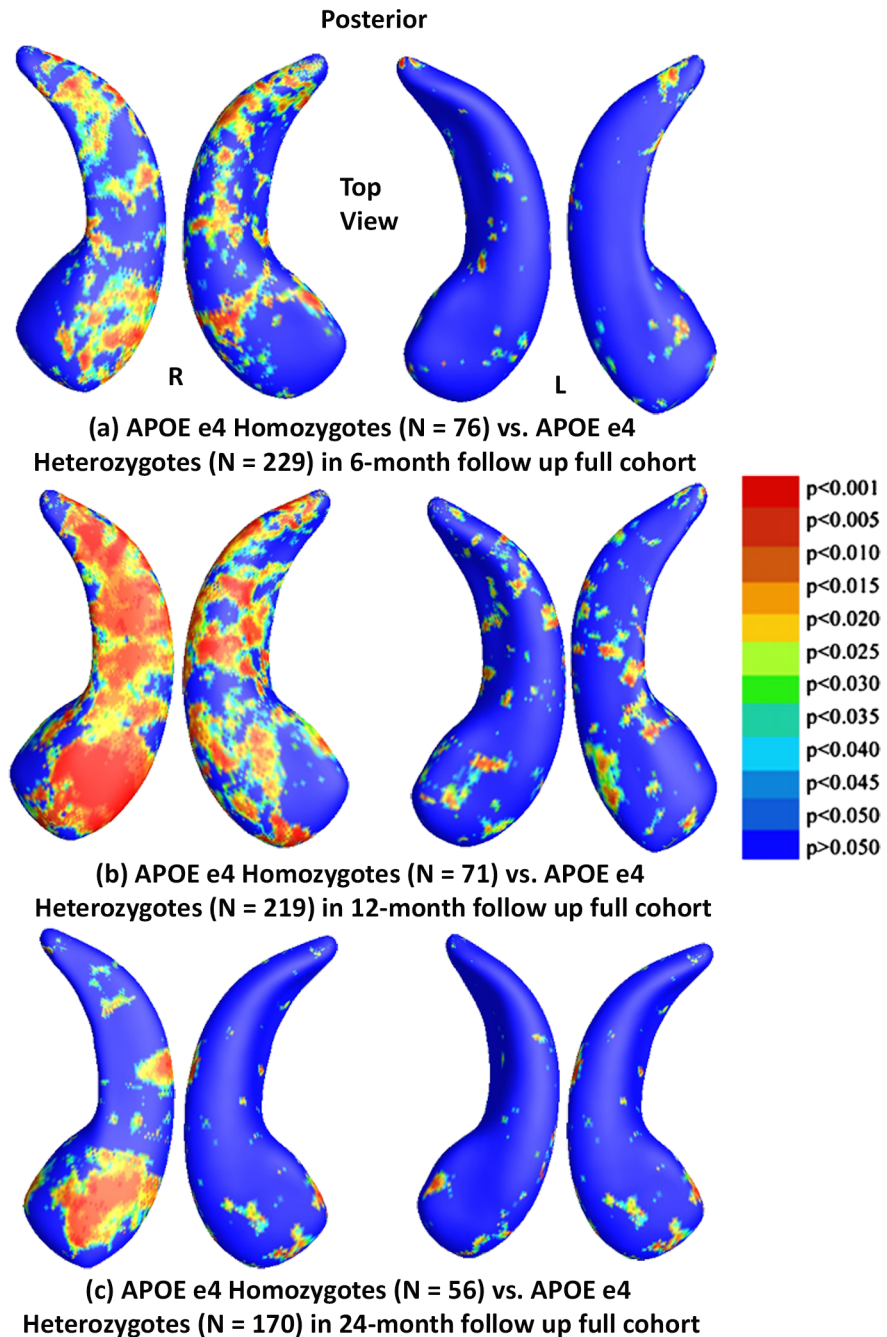 Posterior
Top
View
R
L
(a) APOE e4 Homozygotes (N = 76) vs. APOE e4
Heterozygotes (N = 229) in 6-month follow up full cohort
p<0.001
p<0.005
p<0.010
p<0.015
p<0.020
p<0.025
p<0.030
p<0.035
p<0.040
p<0.045
p<0.050
p>0.050
(b) APOE e4 Homozygotes (N = 71) vs. APOE e4
Heterozygotes (N = 219) in 12-month follow up full cohort
(c) APOE e4 Homozygotes (N = 56) vs. APOE e4
Heterozygotes (N = 170) in 24-month follow up full cohort